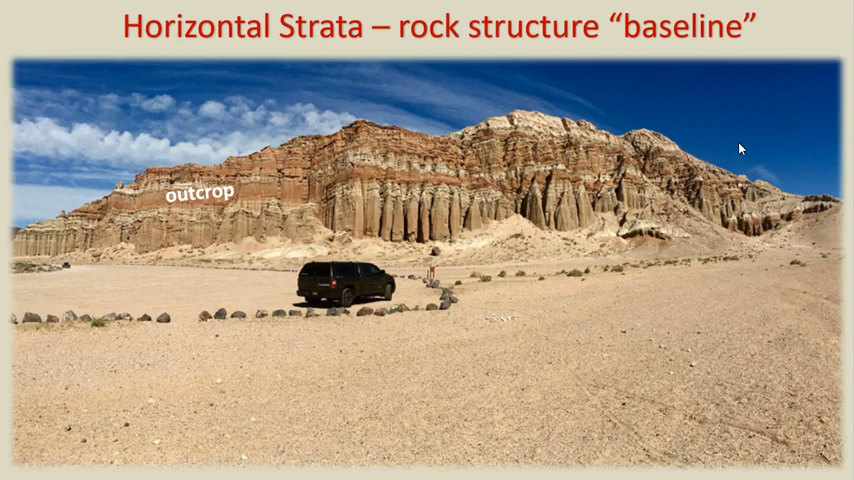 Horizontal Strata – rock structure “baseline”
outcrop